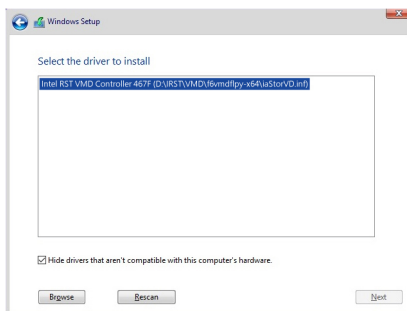 Windows Setup
Select the driver to install
Intel RST VMD Controller 467F (D:\IRST\VMD\f6vmdflpy-x64\iaStorVD.inf)
Hide drivers that aren't compatible with this computer's hardware.
Browse
Rescan
Next